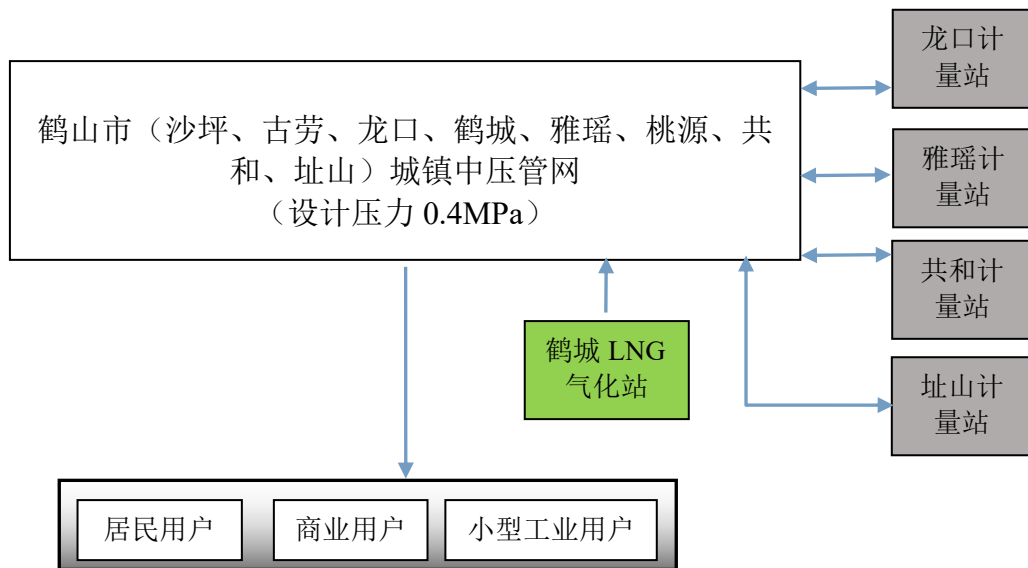 龙口计
量站
鹤山市（沙坪、古劳、龙口、鹤城、雅瑶、桃源、共
和、址山）城镇中压管网
（设计压力 0.4MPa）
雅瑶计
量站
共和计
量站
鹤城 LNG
气化站
址山计
量站
居民用户
商业用户
小型工业用户